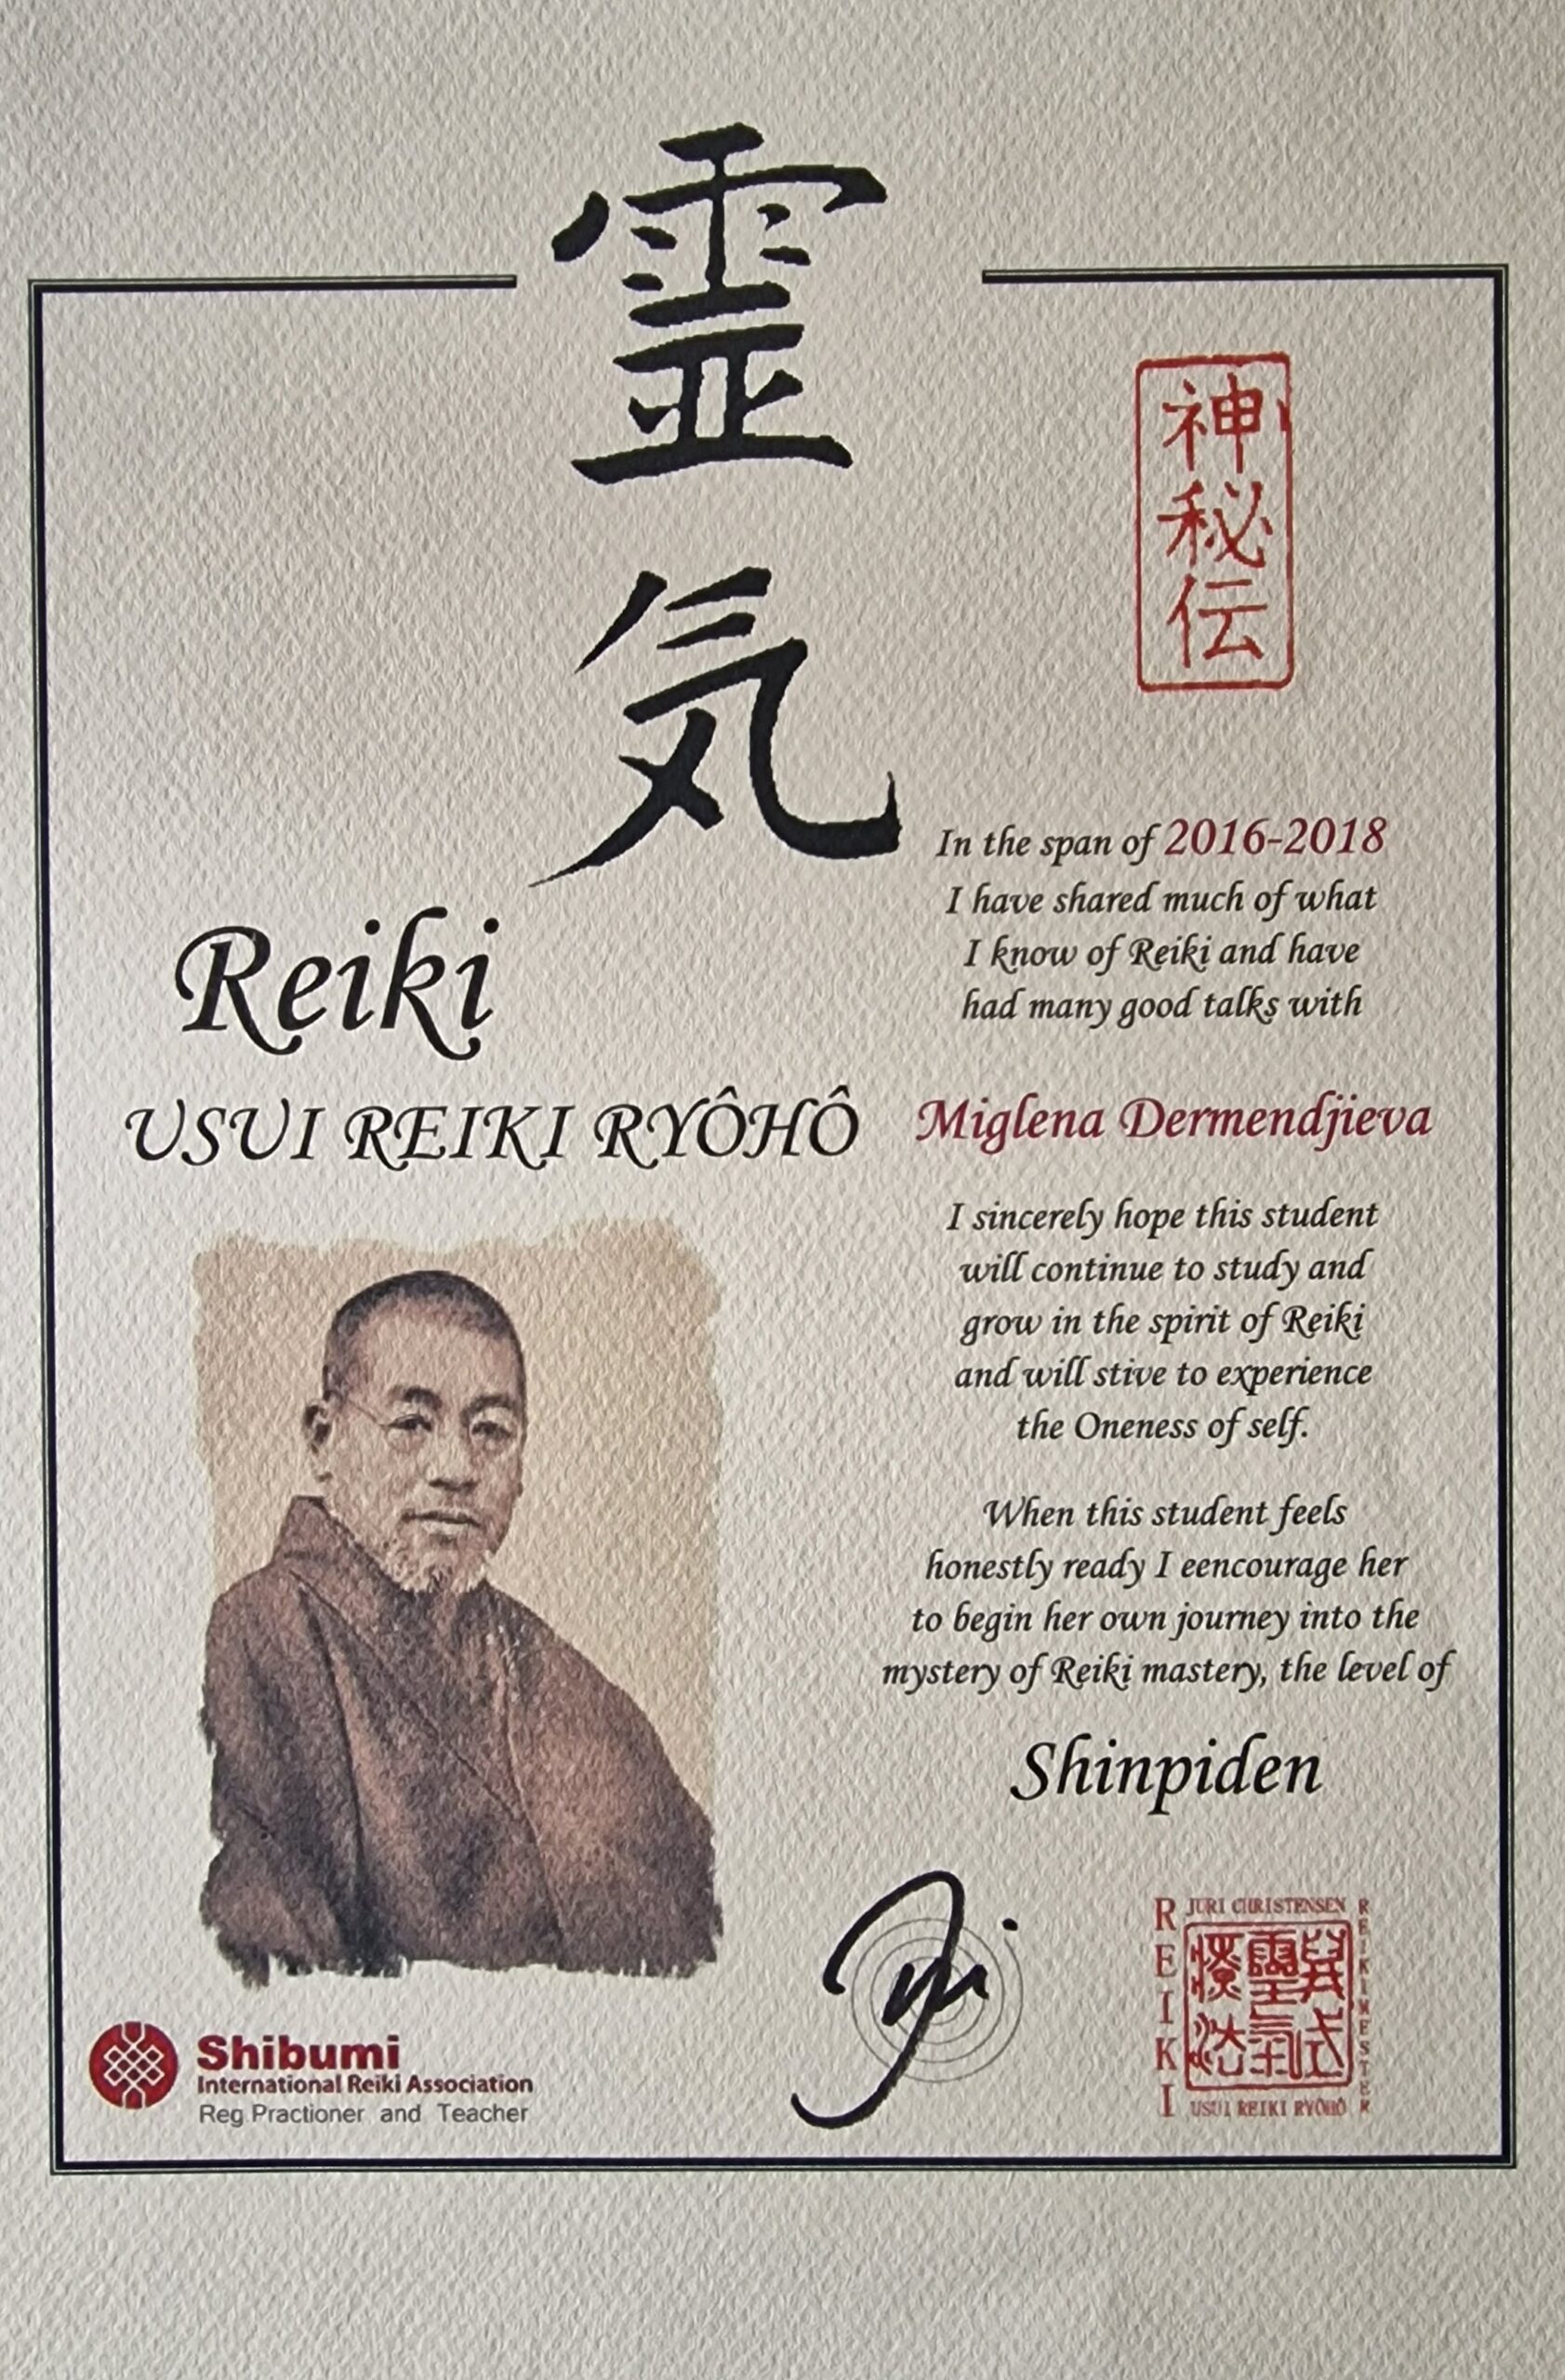 霊
気
神
秘
伝
Reiki
USUI REIKI RYÔHÔ
In the span of 2016-2018
I have shared much of what
I know of Reiki and have
had many good talks with
Miglena Dermendjieva
I sincerely hope this student
will continue to study and
grow in the spirit of Reiki
and will stive to experience
the Oneness of self.
When this student feels
honestly ready I eencourage her
to begin her own journey into the
mystery of Reiki mastery, the level of
Shinpiden
Shibumi
International Reiki Association
Reg Practioner and Teacher
REIKI
JURI CHRISTENSEN
REIKIMESTER
USUI REIKI RYÔHÔ